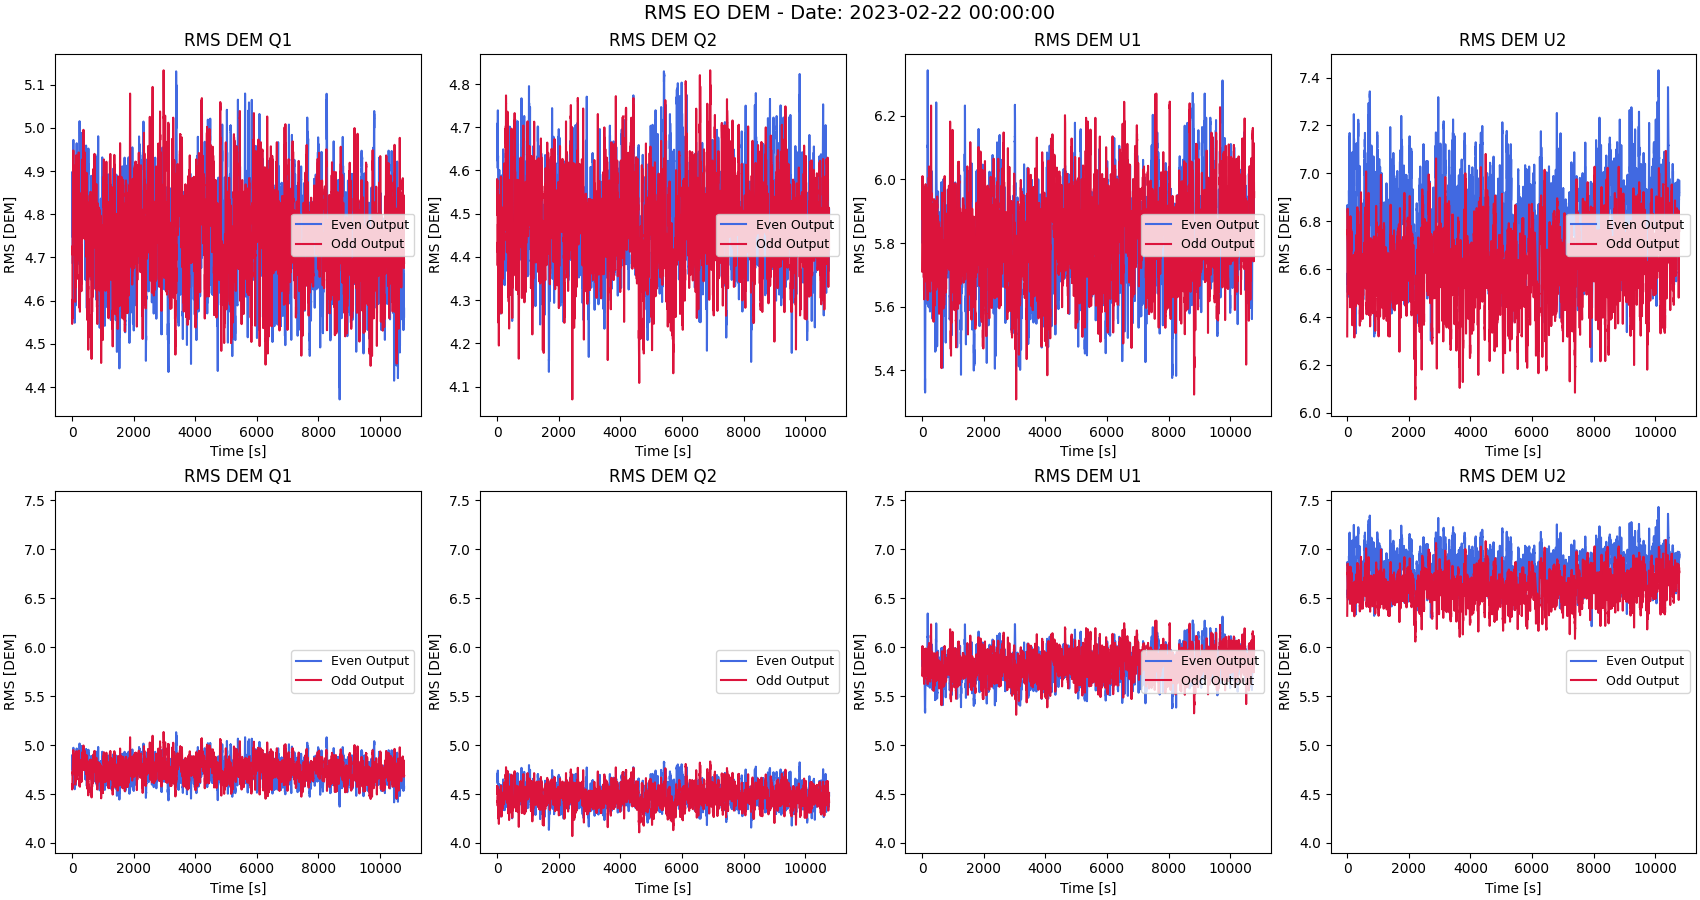 RMS EO DEM - Date: 2023-02-22 00:00:00
RMS DEM Q1
RMS [DEM]
5.1
5.0
4.9
4.8
4.7
4.6
4.5
4.4
Even Output
Odd Output
0 2000 4000 6000 8000 10000
Time [s]
RMS DEM Q2
RMS [DEM]
4.8
4.7
4.6
4.5
4.4
4.3
4.2
4.1
Even Output
Odd Output
0 2000 4000 6000 8000 10000
Time [s]
RMS DEM U1
RMS [DEM]
6.2
6.0
5.8
5.6
5.4
Even Output
Odd Output
0 2000 4000 6000 8000 10000
Time [s]
RMS DEM U2
RMS [DEM]
7.4
7.2
7.0
6.8
6.6
6.4
6.2
6.0
Even Output
Odd Output
0 2000 4000 6000 8000 10000
Time [s]
RMS DEM Q1
RMS [DEM]
7.5
7.0
6.5
6.0
5.5
5.0
4.5
4.0
Even Output
Odd Output
0 2000 4000 6000 8000 10000
Time [s]
RMS DEM Q2
RMS [DEM]
7.5
7.0
6.5
6.0
5.5
5.0
4.5
4.0
Even Output
Odd Output
0 2000 4000 6000 8000 10000
Time [s]
RMS DEM U1
RMS [DEM]
7.5
7.0
6.5
6.0
5.5
5.0
4.5
4.0
Even Output
Odd Output
0 2000 4000 6000 8000 10000
Time [s]
RMS DEM U2
RMS [DEM]
7.5
7.0
6.5
6.0
5.5
5.0
4.5
4.0
Even Output
Odd Output
0 2000 4000 6000 8000 10000
Time [s]